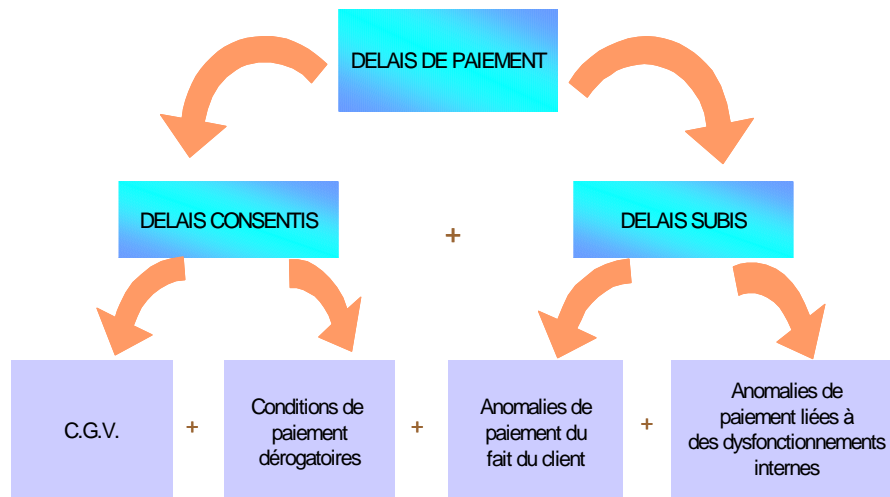 DELAIS DE PAIEMENT
DELAIS CONSENTIS
+
DELAIS SUBIS
C.G.V.
+
Conditions de
paiement
dérogatoires
+
Anomalies de
paiement du
fait du client
+
Anomalies de
paiement liées à
des dysfonctionnements
internes